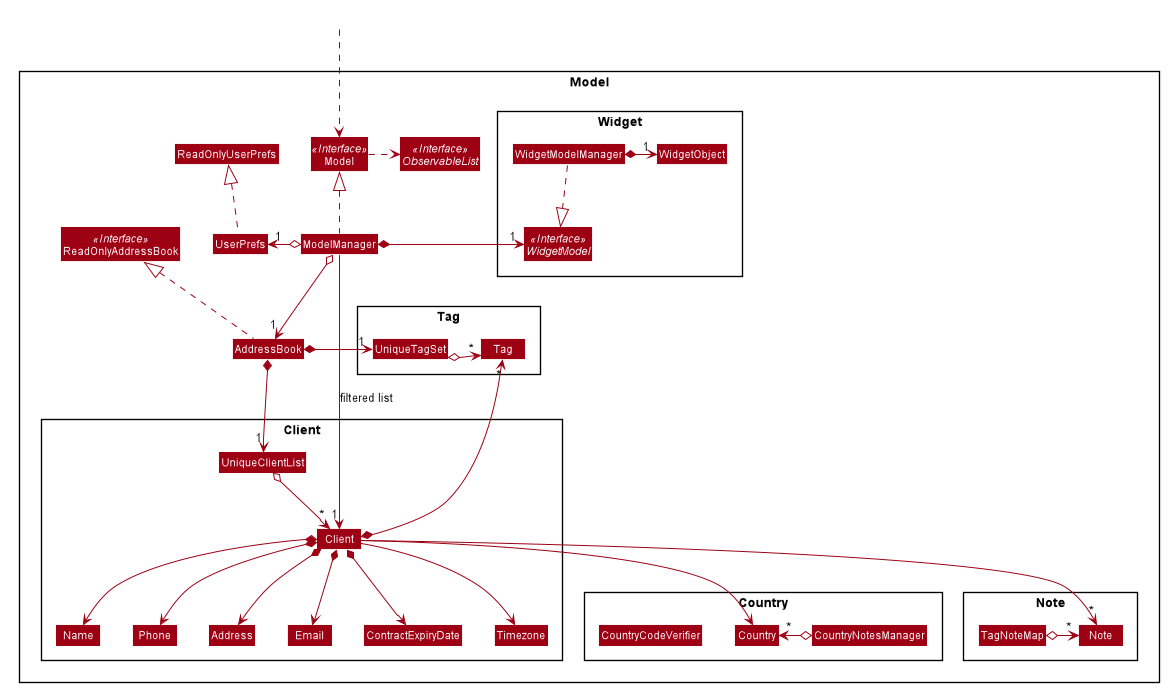 Model
Widget
ReadOnlyUserPrefs
«Interface»
Model
«Interface»
ObservableList
WidgetModelManager
1
WidgetObject
«Interface»
ReadOnlyAddressBook
UserPrefs
1
ModelManager
1
«Interface»
WidgetModel
Tag
1
AddressBook
1
UniqueTagSet
*
Tag
*
filtered list
Client
1
UniqueClientList
*
1
Client
Name
Phone
Address
Email
ContractExpiryDate
Timezone
Country
CountryCodeVerifier
Country
*
CountryNotesManager
Note
*
TagNoteMap
*
Note